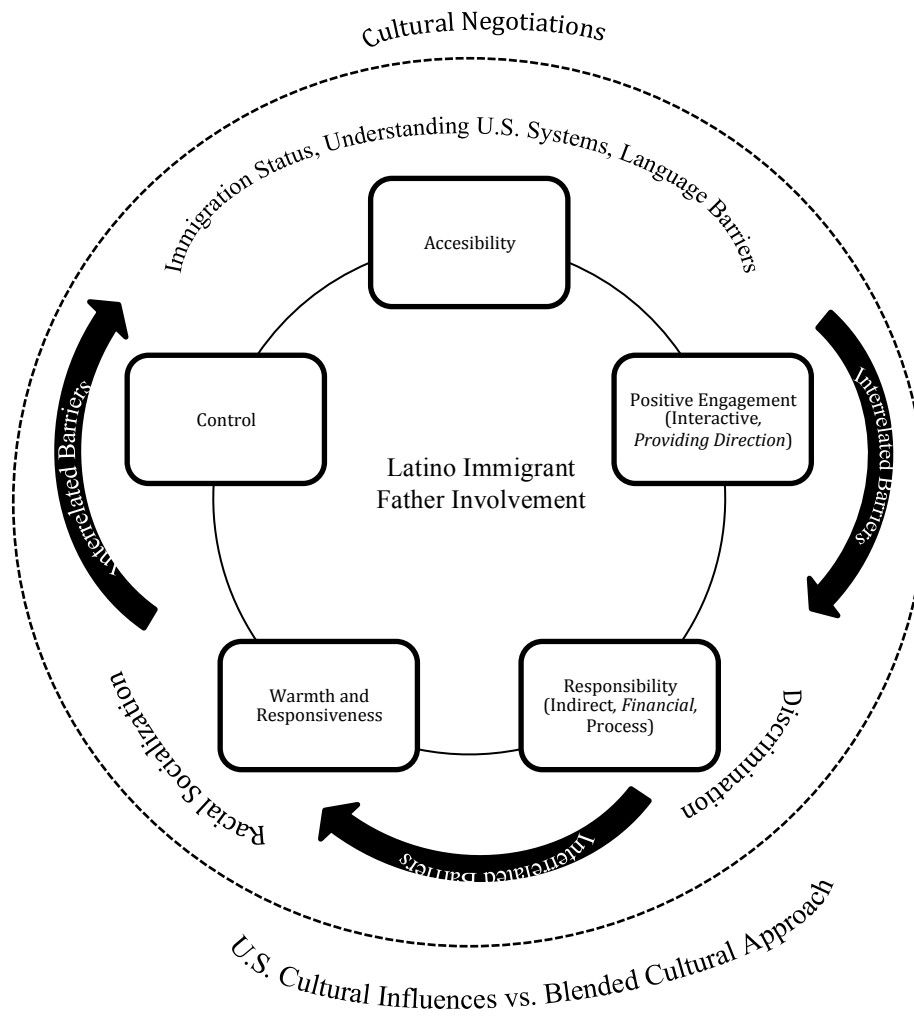 Cultural Negotiations
Immigration Status, Understanding U.S. Systems, Language Barriers
Accesibility
Control
Positive Engagement
(Interactive, Providing Direction)
Interrelated Barriers
Interrelated Barriers
Latino Immigrant
Father Involvement
Warmth and
Responsiveness
Responsibility
(Indirect, Financial,
Process)
Racial Socialization
Discrimination
Interrelated Barriers
U.S. Cultural Influences vs. Blended Cultural Approach